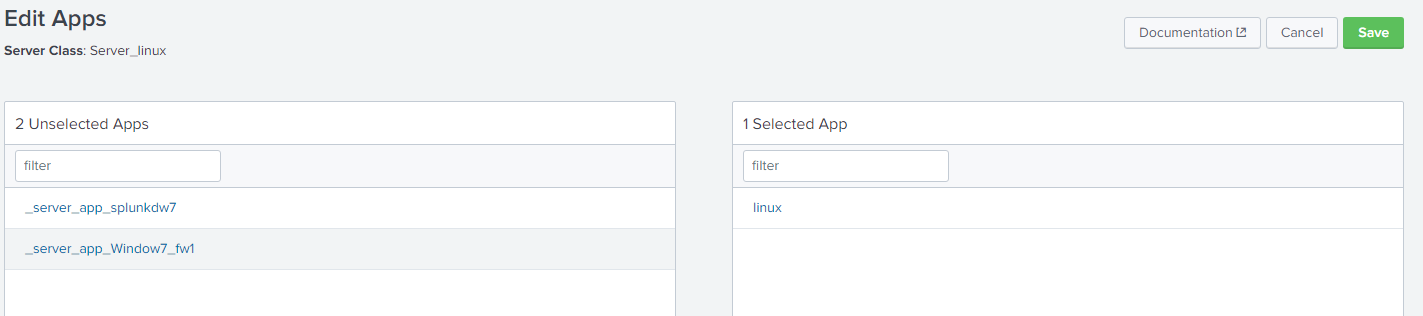 Edit Apps
Server Class: Server_linux
Documentation
Cancel
Save
2 Unselected Apps
filter
_server_app_splunkdw7
_server_app_Window7_fw1
1 Selected App
filter
linux